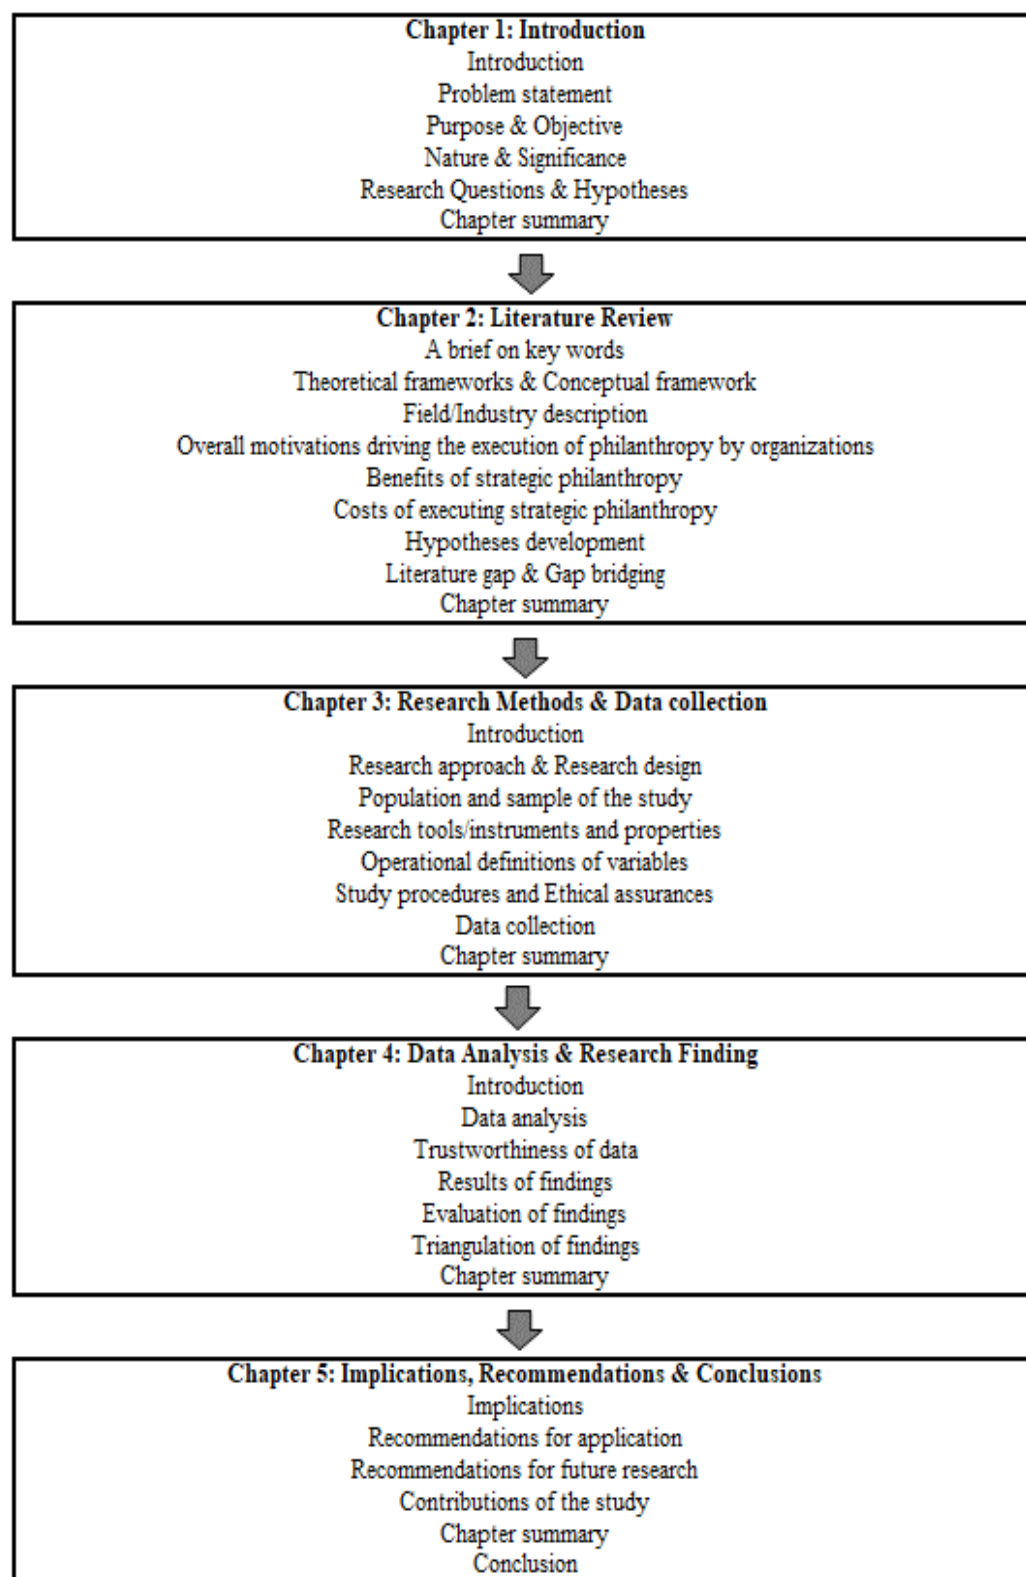 Chapter 1: Introduction
Introduction
Problem statement
Purpose & Objective
Nature & Significance
Research Questions & Hypotheses
Chapter summary
Chapter 2: Literature Review
A brief on key words
Theoretical frameworks & Conceptual framework
Field/Industry description
Overall motivations driving the execution of philanthropy by organizations
Benefits of strategic philanthropy
Costs of executing strategic philanthropy
Hypotheses development
Literature gap & Gap bridging
Chapter summary
Chapter 3: Research Methods & Data collection
Introduction
Research approach & Research design
Population and sample of the study
Research tools/instruments and properties
Operational definitions of variables
Study procedures and Ethical assurances
Data collection
Chapter summary
Chapter 4: Data Analysis & Research Finding
Introduction
Data analysis
Trustworthiness of data
Results of findings
Evaluation of findings
Triangulation of findings
Chapter summary
Chapter 5: Implications, Recommendations & Conclusions
Implications
Recommendations for application
Recommendations for future research
Contributions of the study
Chapter summary
Conclusion